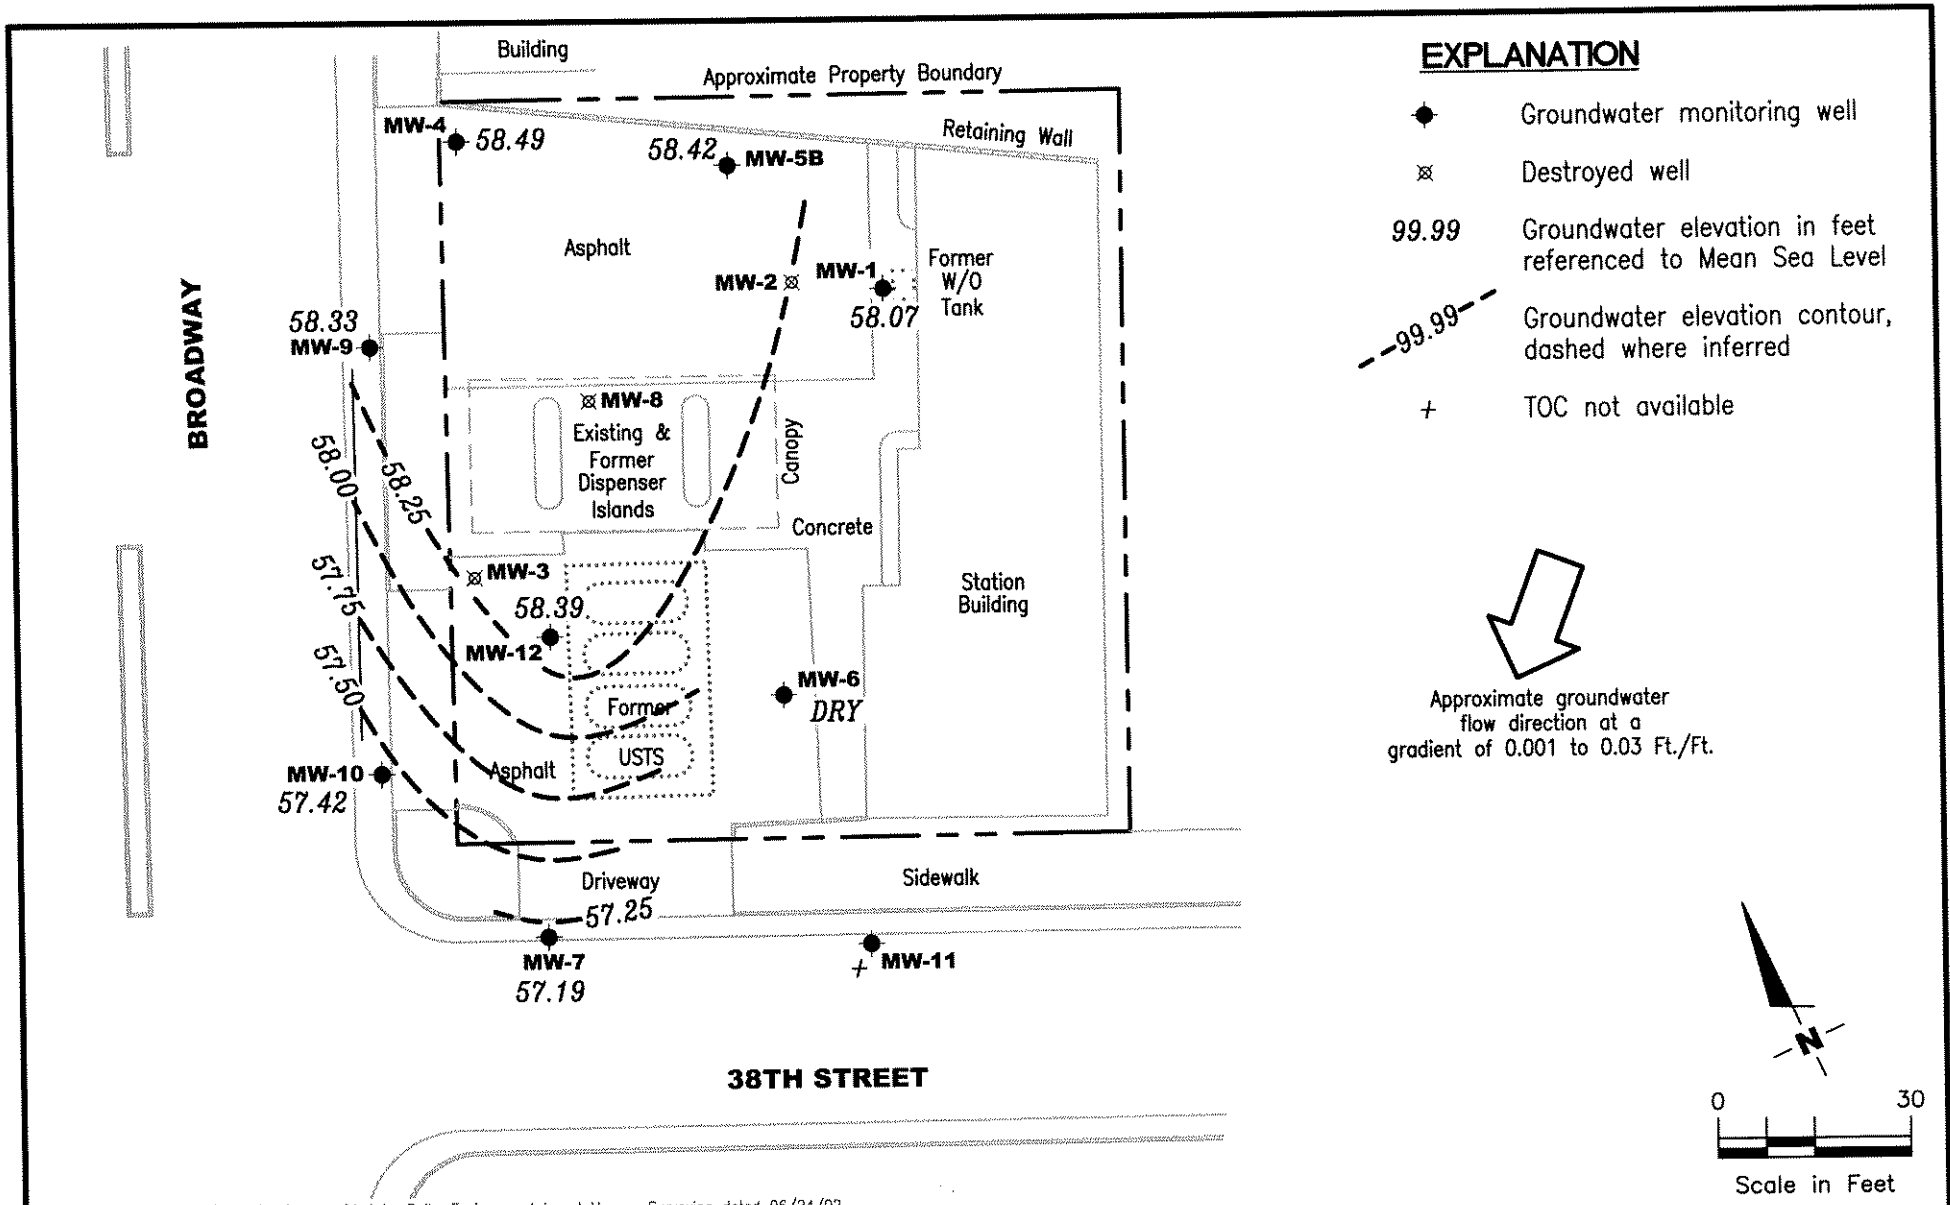 Building
Approximate Property Boundary
Retaining Wall
MW-4
58.49
58.42
MW-5B
Asphalt
MW-2
MW-1
58.07
Former
W/O
Tank
BROADWAY
58.33
MW-9
MW-8
Existing &
Former
Dispenser
Islands
Canopy
Concrete
58.00
58.25
57.75
57.50
MW-3
58.39
MW-12
Former
USTS
MW-6
DRY
Station
Building
MW-10
57.42
Asphalt
Driveway
57.25
Sidewalk
MW-7
57.19
+ MW-11
38TH STREET
EXPLANATION
Groundwater monitoring well
Destroyed well
99.99 Groundwater elevation in feet
referenced to Mean Sea Level
99.99 Groundwater elevation contour,
dashed where inferred
+ TOC not available
Approximate groundwater
flow direction at a
gradient of 0.001 to 0.03 Ft./Ft.
N
0 30
Scale in Feet